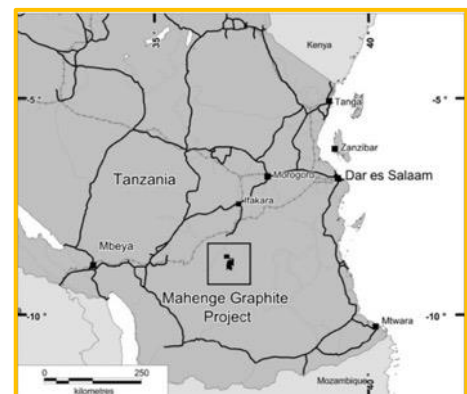 35
40
Kenya
-5
-5
Tanga
Zanzibar
Dar es Salaam
Morogoro
Tanzania
Ifakara
Mbeya
Mahenge Graphite
Project
-10
-10
Mtwara
0
250
kilometres
Mozambique
40